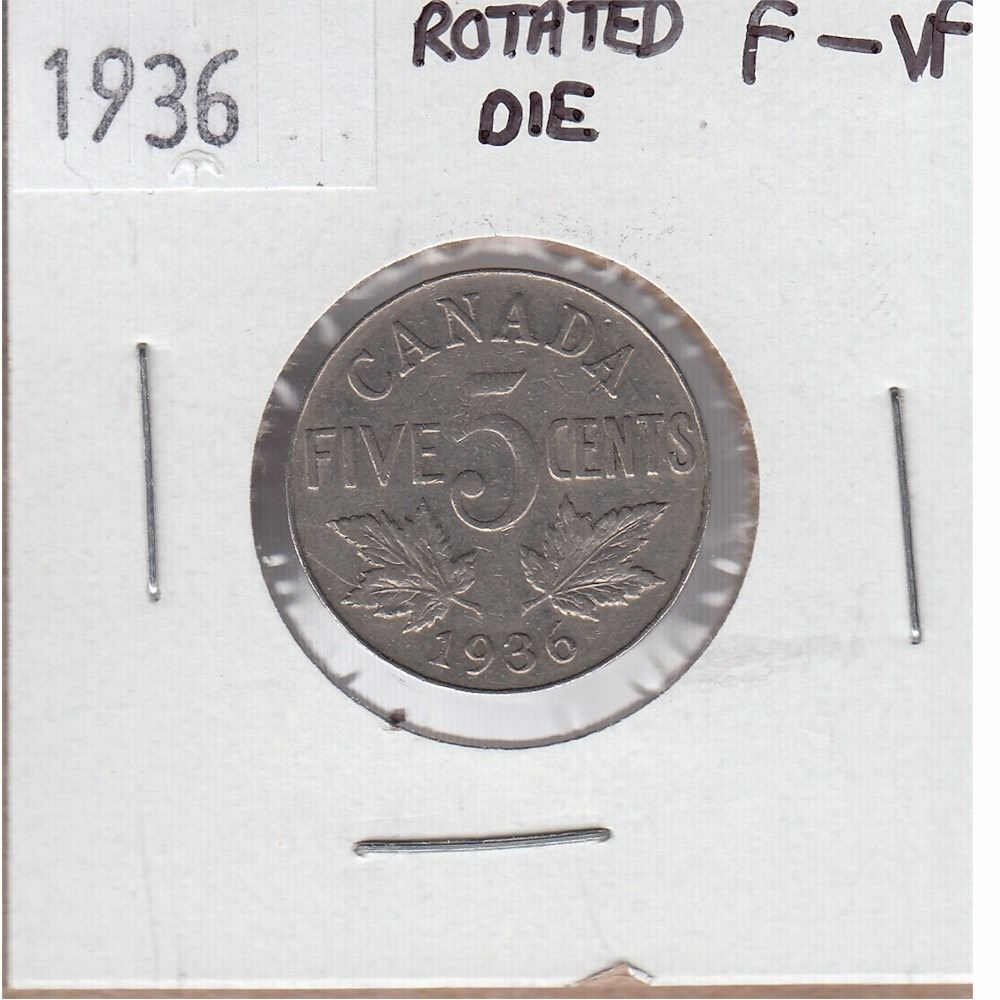 1936
ROTATED F-VF
DIE
CANADA
FIVE 5 CENTS
1936